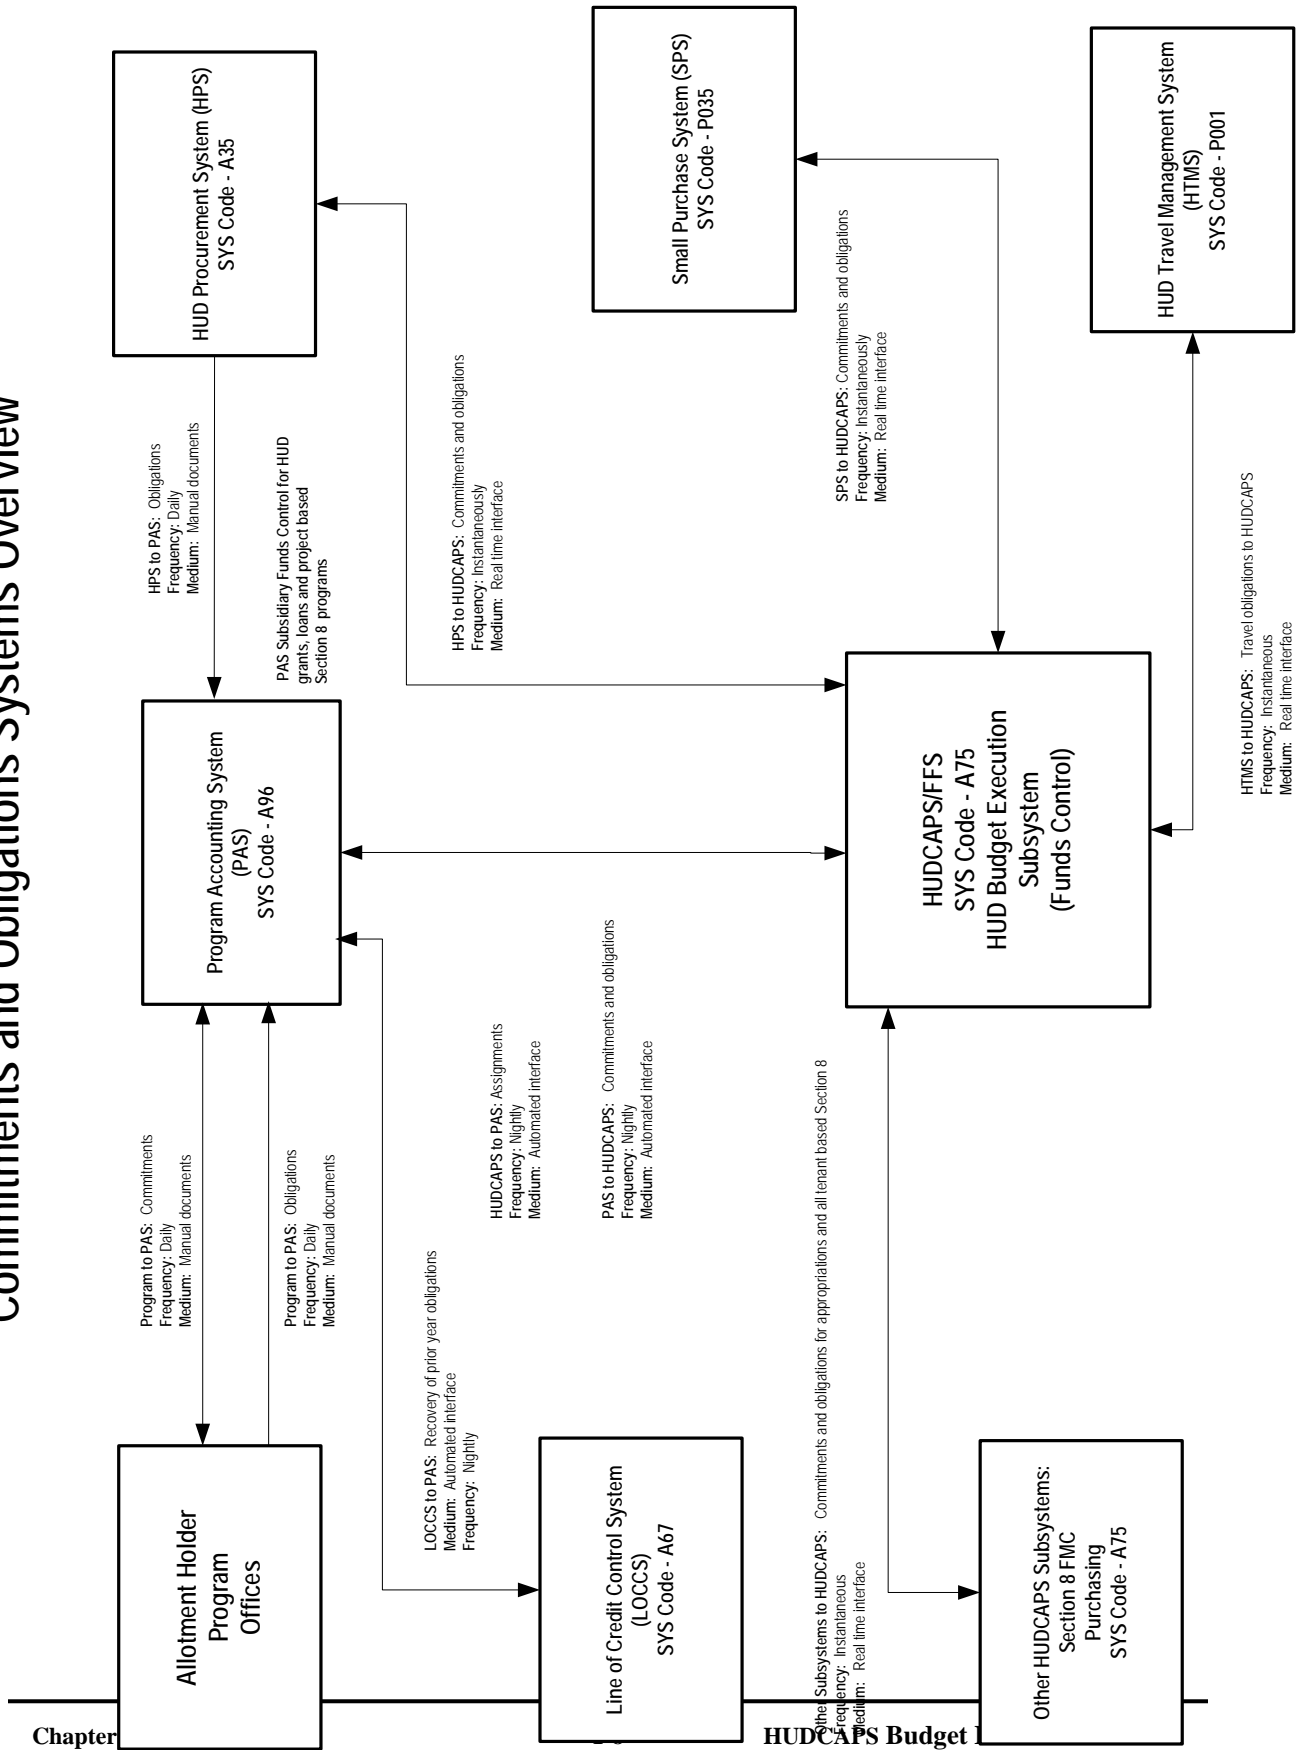 Commitments and Obligations Systems Overview
Allotment Holder
Program
Offices
Program to PAS: Commitments
Frequency: Daily
Medium: Manual documents
Program to PAS: Obligations
Frequency: Daily
Medium: Manual documents
Program Accounting System
(PAS)
SYS Code - A96
HPS to PAS: Obligations
Frequency: Daily
Medium: Manual documents
PAS Subsidiary Funds Control for HUD
grants, loans and project based
Section 8 programs
HUD Procurement System (HPS)
SYS Code - A35
LOCCS to PAS: Recovery of prior year obligations
Medium: Automated interface
Frequency: Nightly
HUDCAPS to PAS: Assignments
Frequency: Nightly
Medium: Automated interface
PAS to HUDCAPS: Commitments and obligations
Frequency: Nightly
Medium: Automated interface
HPS to HUDCAPS: Commitments and obligations
Frequency: Instantaneously
Medium: Real time interface
Line of Credit Control System
(LOCCS)
SYS Code - A67
Small Purchase System (SPS)
SYS Code - P035
SPS to HUDCAPS: Commitments and obligations
Frequency: Instantaneously
Medium: Real time interface
Other Subsystems to HUDCAPS: Commitments and obligations for appropriations and all tenant based Section 8
Frequency: Instantaneous
Medium: Real time interface
HUDCAPS/FFS
SYS Code - A75
HUD Budget Execution
Subsystem
(Funds Control)
Other HUDCAPS Subsystems:
Section 8 FMC
Purchasing
SYS Code - A75
HUD Travel Management System
(HTMS)
SYS Code - P001
HTMS to HUDCAPS: Travel obligations to HUDCAPS
Frequency: Instantaneous
Medium: Real time interface
Chapter
HUDCAPS Budget